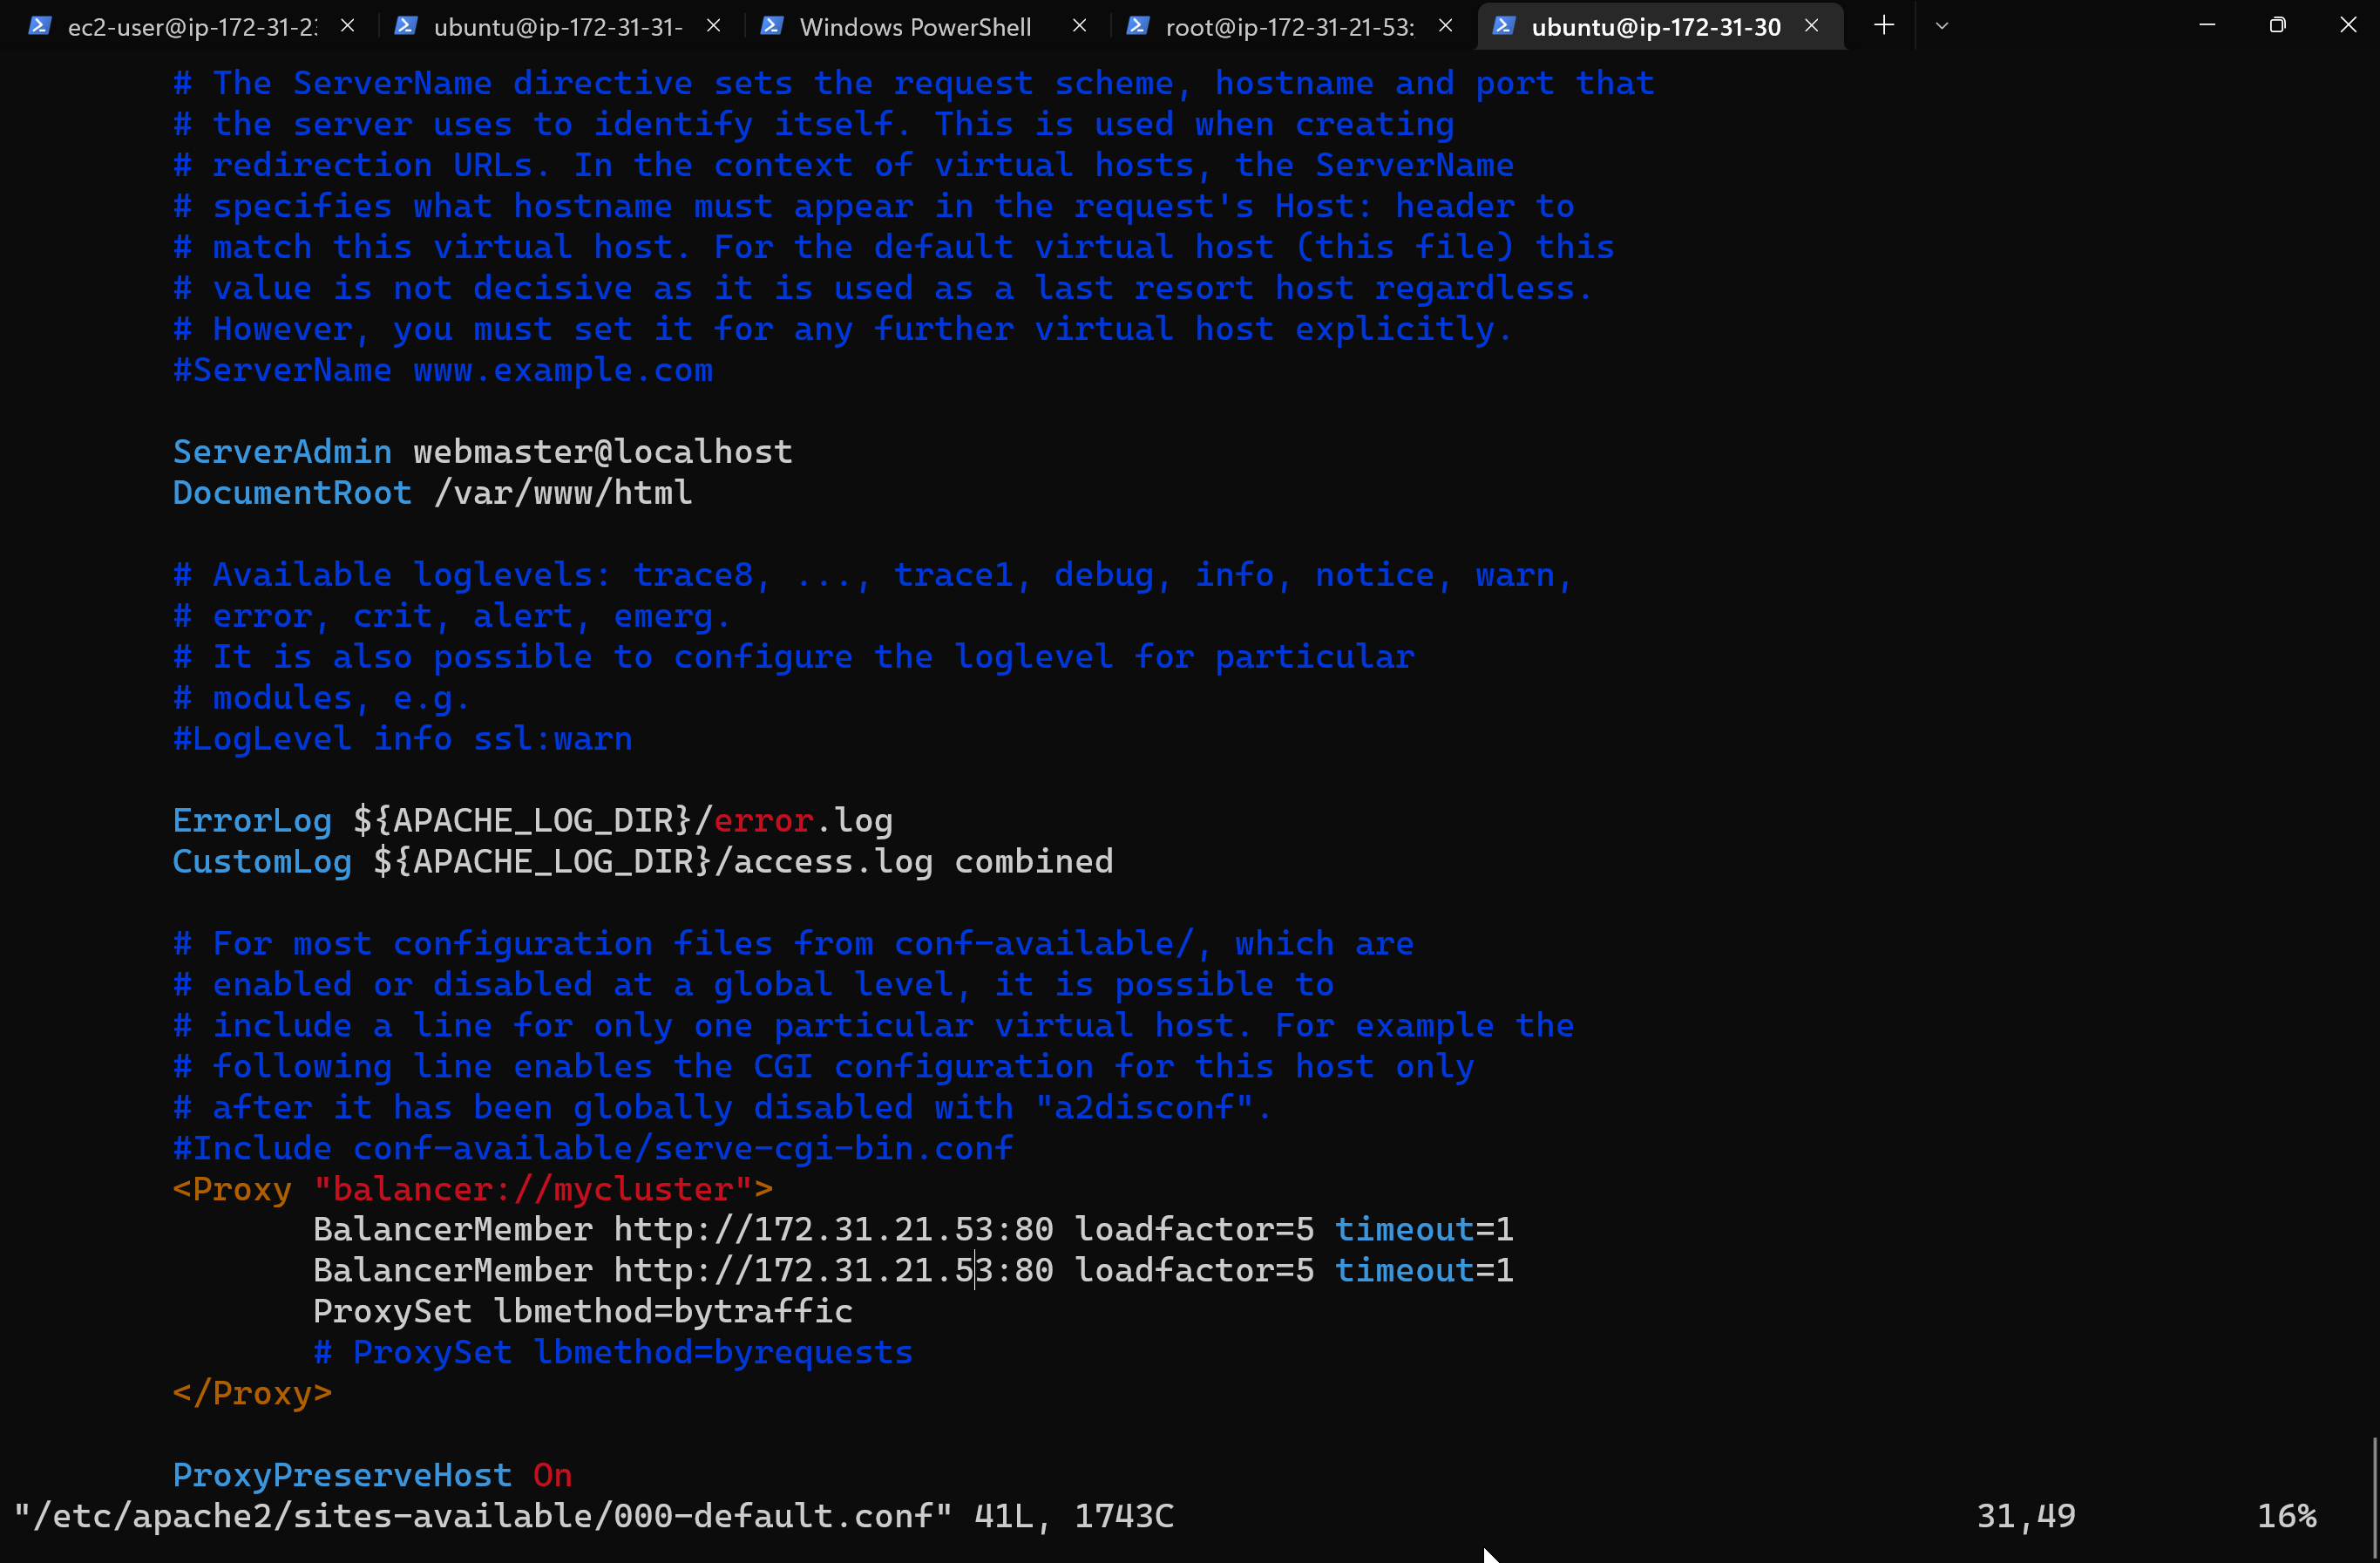 ec2-user@ip-172-31-23: ubuntu@ip-172-31-31- Windows PowerShell root@ip-172-31-21-53: ubuntu@ip-172-31-30
# The ServerName directive sets the request scheme, hostname and port that
# the server uses to identify itself. This is used when creating
# redirection URLs. In the context of virtual hosts, the ServerName
# specifies what hostname must appear in the request's Host: header to
# match this virtual host. For the default virtual host (this file) this
# value is not decisive as it is used as a last resort host regardless.
# However, you must set it for any further virtual host explicitly.
#ServerName www.example.com
ServerAdmin webmaster@localhost
DocumentRoot /var/www/html
# Available loglevels: trace8, ..., trace1, debug, info, notice, warn,
# error, crit, alert, emerg.
# It is also possible to configure the loglevel for particular
# modules, e.g.
#LogLevel info ssl:warn
ErrorLog ${APACHE_LOG_DIR}/error.log
CustomLog ${APACHE_LOG_DIR}/access.log combined
# For most configuration files from conf-available/, which are
# enabled or disabled at a global level, it is possible to
# include a line for only one particular virtual host. For example the
# following line enables the CGI configuration for this host only
# after it has been globally disabled with "a2disconf".
#Include conf-available/serve-cgi-bin.conf
<Proxy "balancer://mycluster">
BalancerMember http://172.31.21.53:80 loadfactor=5 timeout=1
BalancerMember http://172.31.21.53:80 loadfactor=5 timeout=1
ProxySet lbmethod=bytraffic
# ProxySet lbmethod=byrequests
</Proxy>
ProxyPreserveHost On
"/etc/apache2/sites-available/000-default.conf" 41L, 1743C 31,49 16%